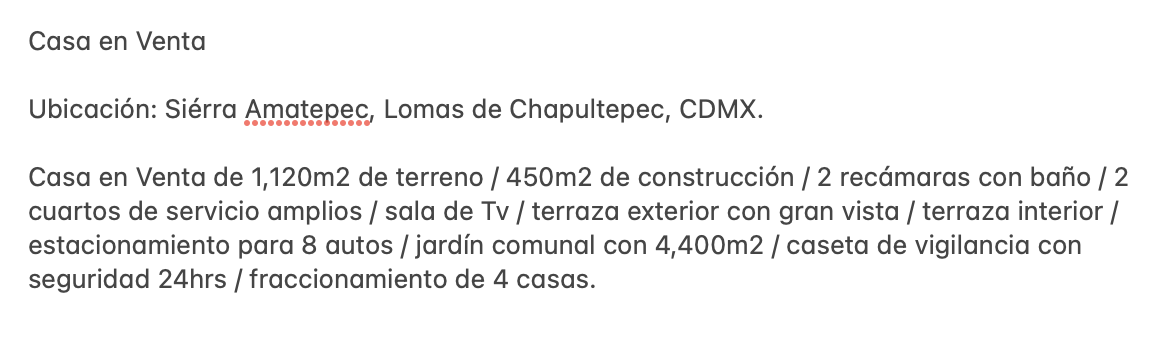 Casa en Venta
Ubicación: Siérra Amatepec, Lomas de Chapultepec, CDMX.
Casa en Venta de 1,120m2 de terreno / 450m2 de construcción / 2 recámaras con baño / 2
cuartos de servicio amplios / sala de Tv / terraza exterior con gran vista / terraza interior /
estacionamiento para 8 autos / jardín comunal con 4,400m2 / caseta de vigilancia con
seguridad 24hrs / fraccionamiento de 4 casas.